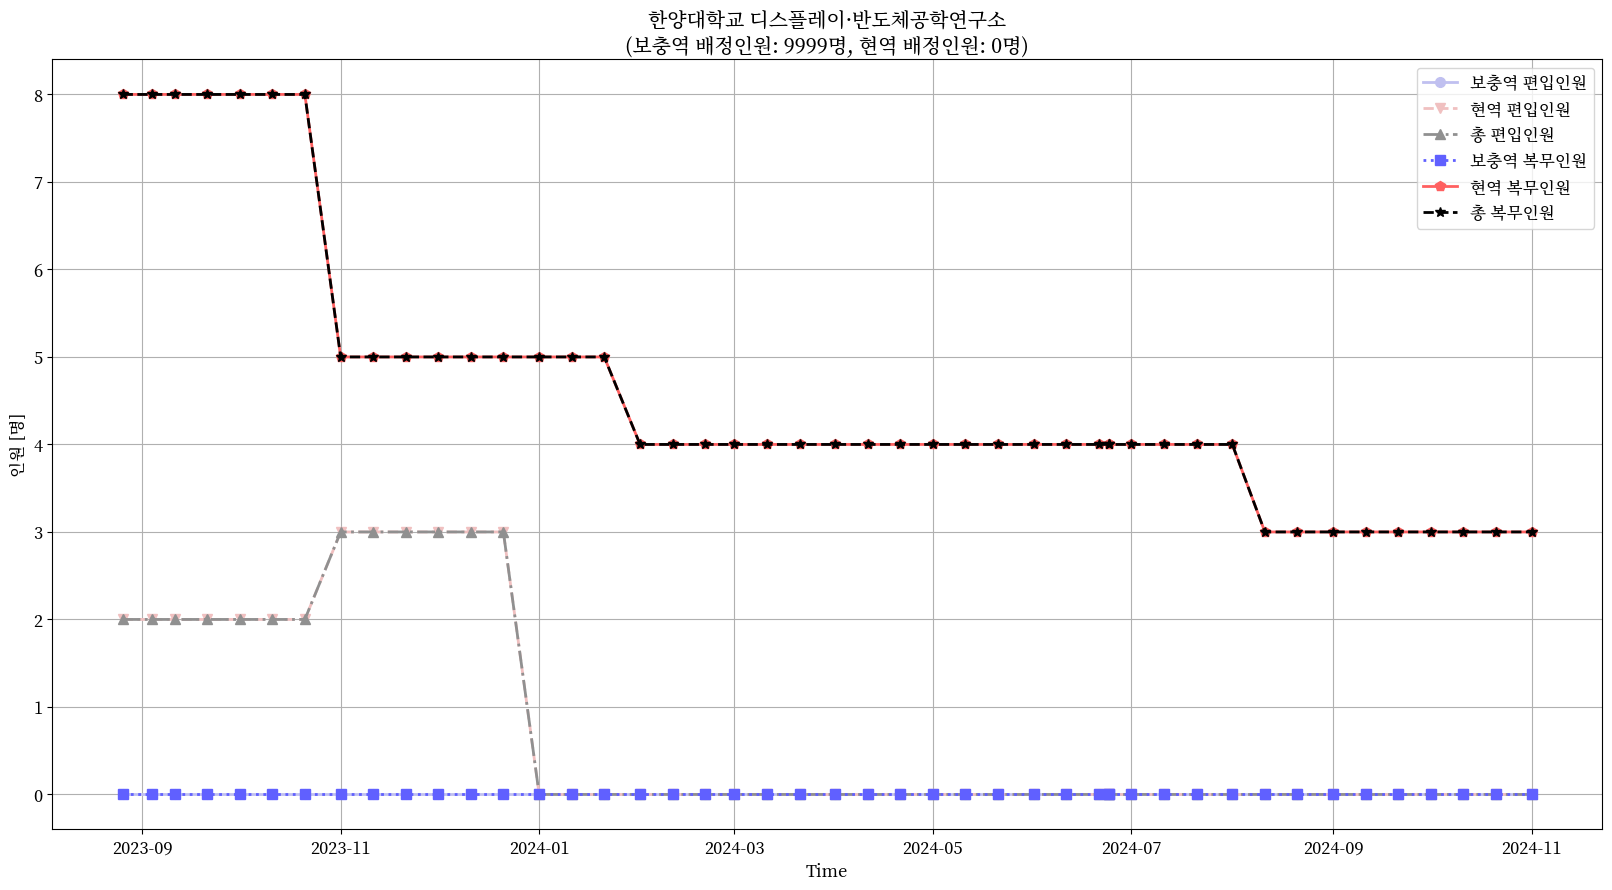 한양대학교 디스플레이·반도체공학연구소
(보충역 배정인원: 9999명, 현역 배정인원: 0명)
보충역 편입인원
현역 편입인원
총 편입인원
보충역 복무인원
현역 복무인원
총 복무인원
인원 [명]
8
7
6
5
4
3
2
1
0
2023-09
2023-11
2024-01
2024-03
2024-05
2024-07
2024-09
2024-11
Time